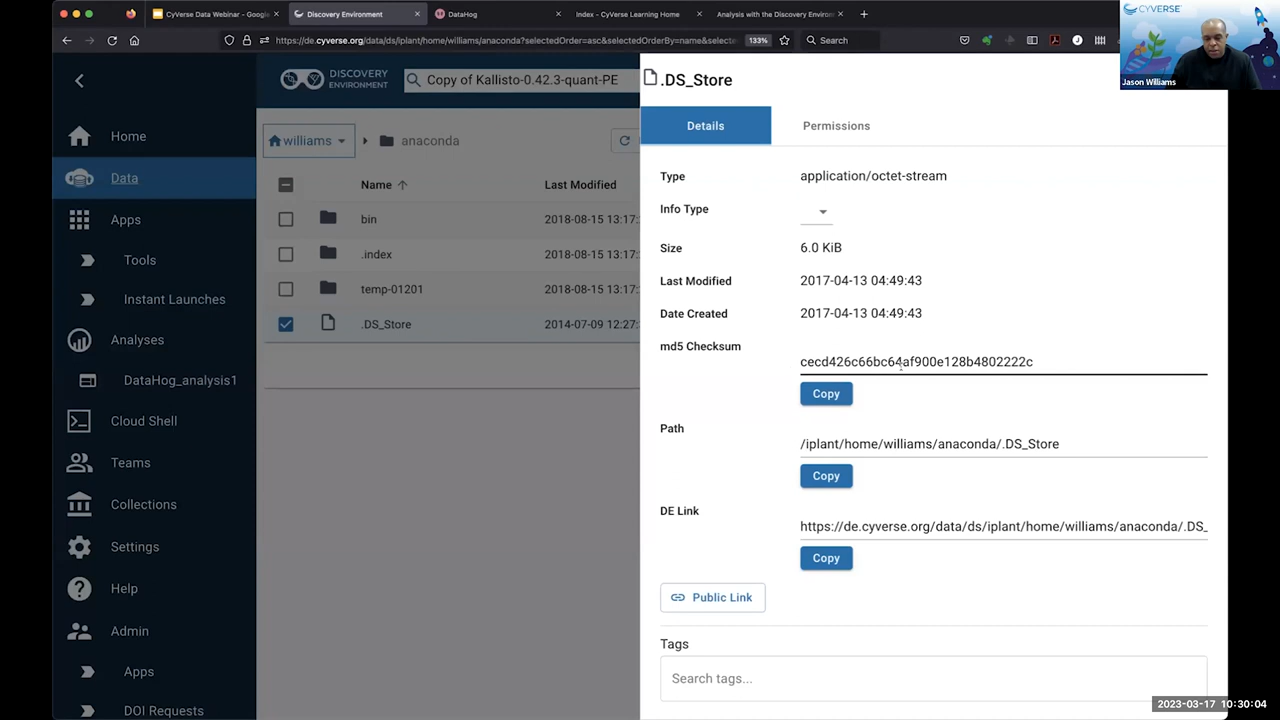 CyVerse Data Webinar - Google
Discovery Environment
DataHog
Index - CyVerse Learning Home
Analysis with the Discovery Environ
https://de.cyverse.org/data/ds/iplant/home/williams/anaconda?selectedOrder=asc&selectedOrderBy=name&selecte
133%
Search
CYVERSE
Jason Williams
DISCOVERY
ENVIRONMENT
Copy of Kallisto-0.42.3-quant-PE
Home
Data
Apps
Tools
Instant Launches
Analyses
DataHog_analysis1
Cloud Shell
Teams
Collections
Settings
Help
Admin
Apps
DOI Requests
williams
anaconda
Name
Last Modified
bin
2018-08-15 13:17:
.index
2018-08-15 13:17:
temp-01201
2018-08-15 13:17:
.DS_Store
2014-07-09 12:27:
.DS_Store
Details
Permissions
Type
application/octet-stream
Info Type
Size
6.0 KiB
Last Modified
2017-04-13 04:49:43
Date Created
2017-04-13 04:49:43
md5 Checksum
cecd426c66bc64af900e128b4802222c
Copy
Path
/iplant/home/williams/anaconda/.DS_Store
Copy
DE Link
https://de.cyverse.org/data/ds/iplant/home/williams/anaconda/.DS_
Copy
Public Link
Tags
Search tags...
2023-03-17 10:30:04